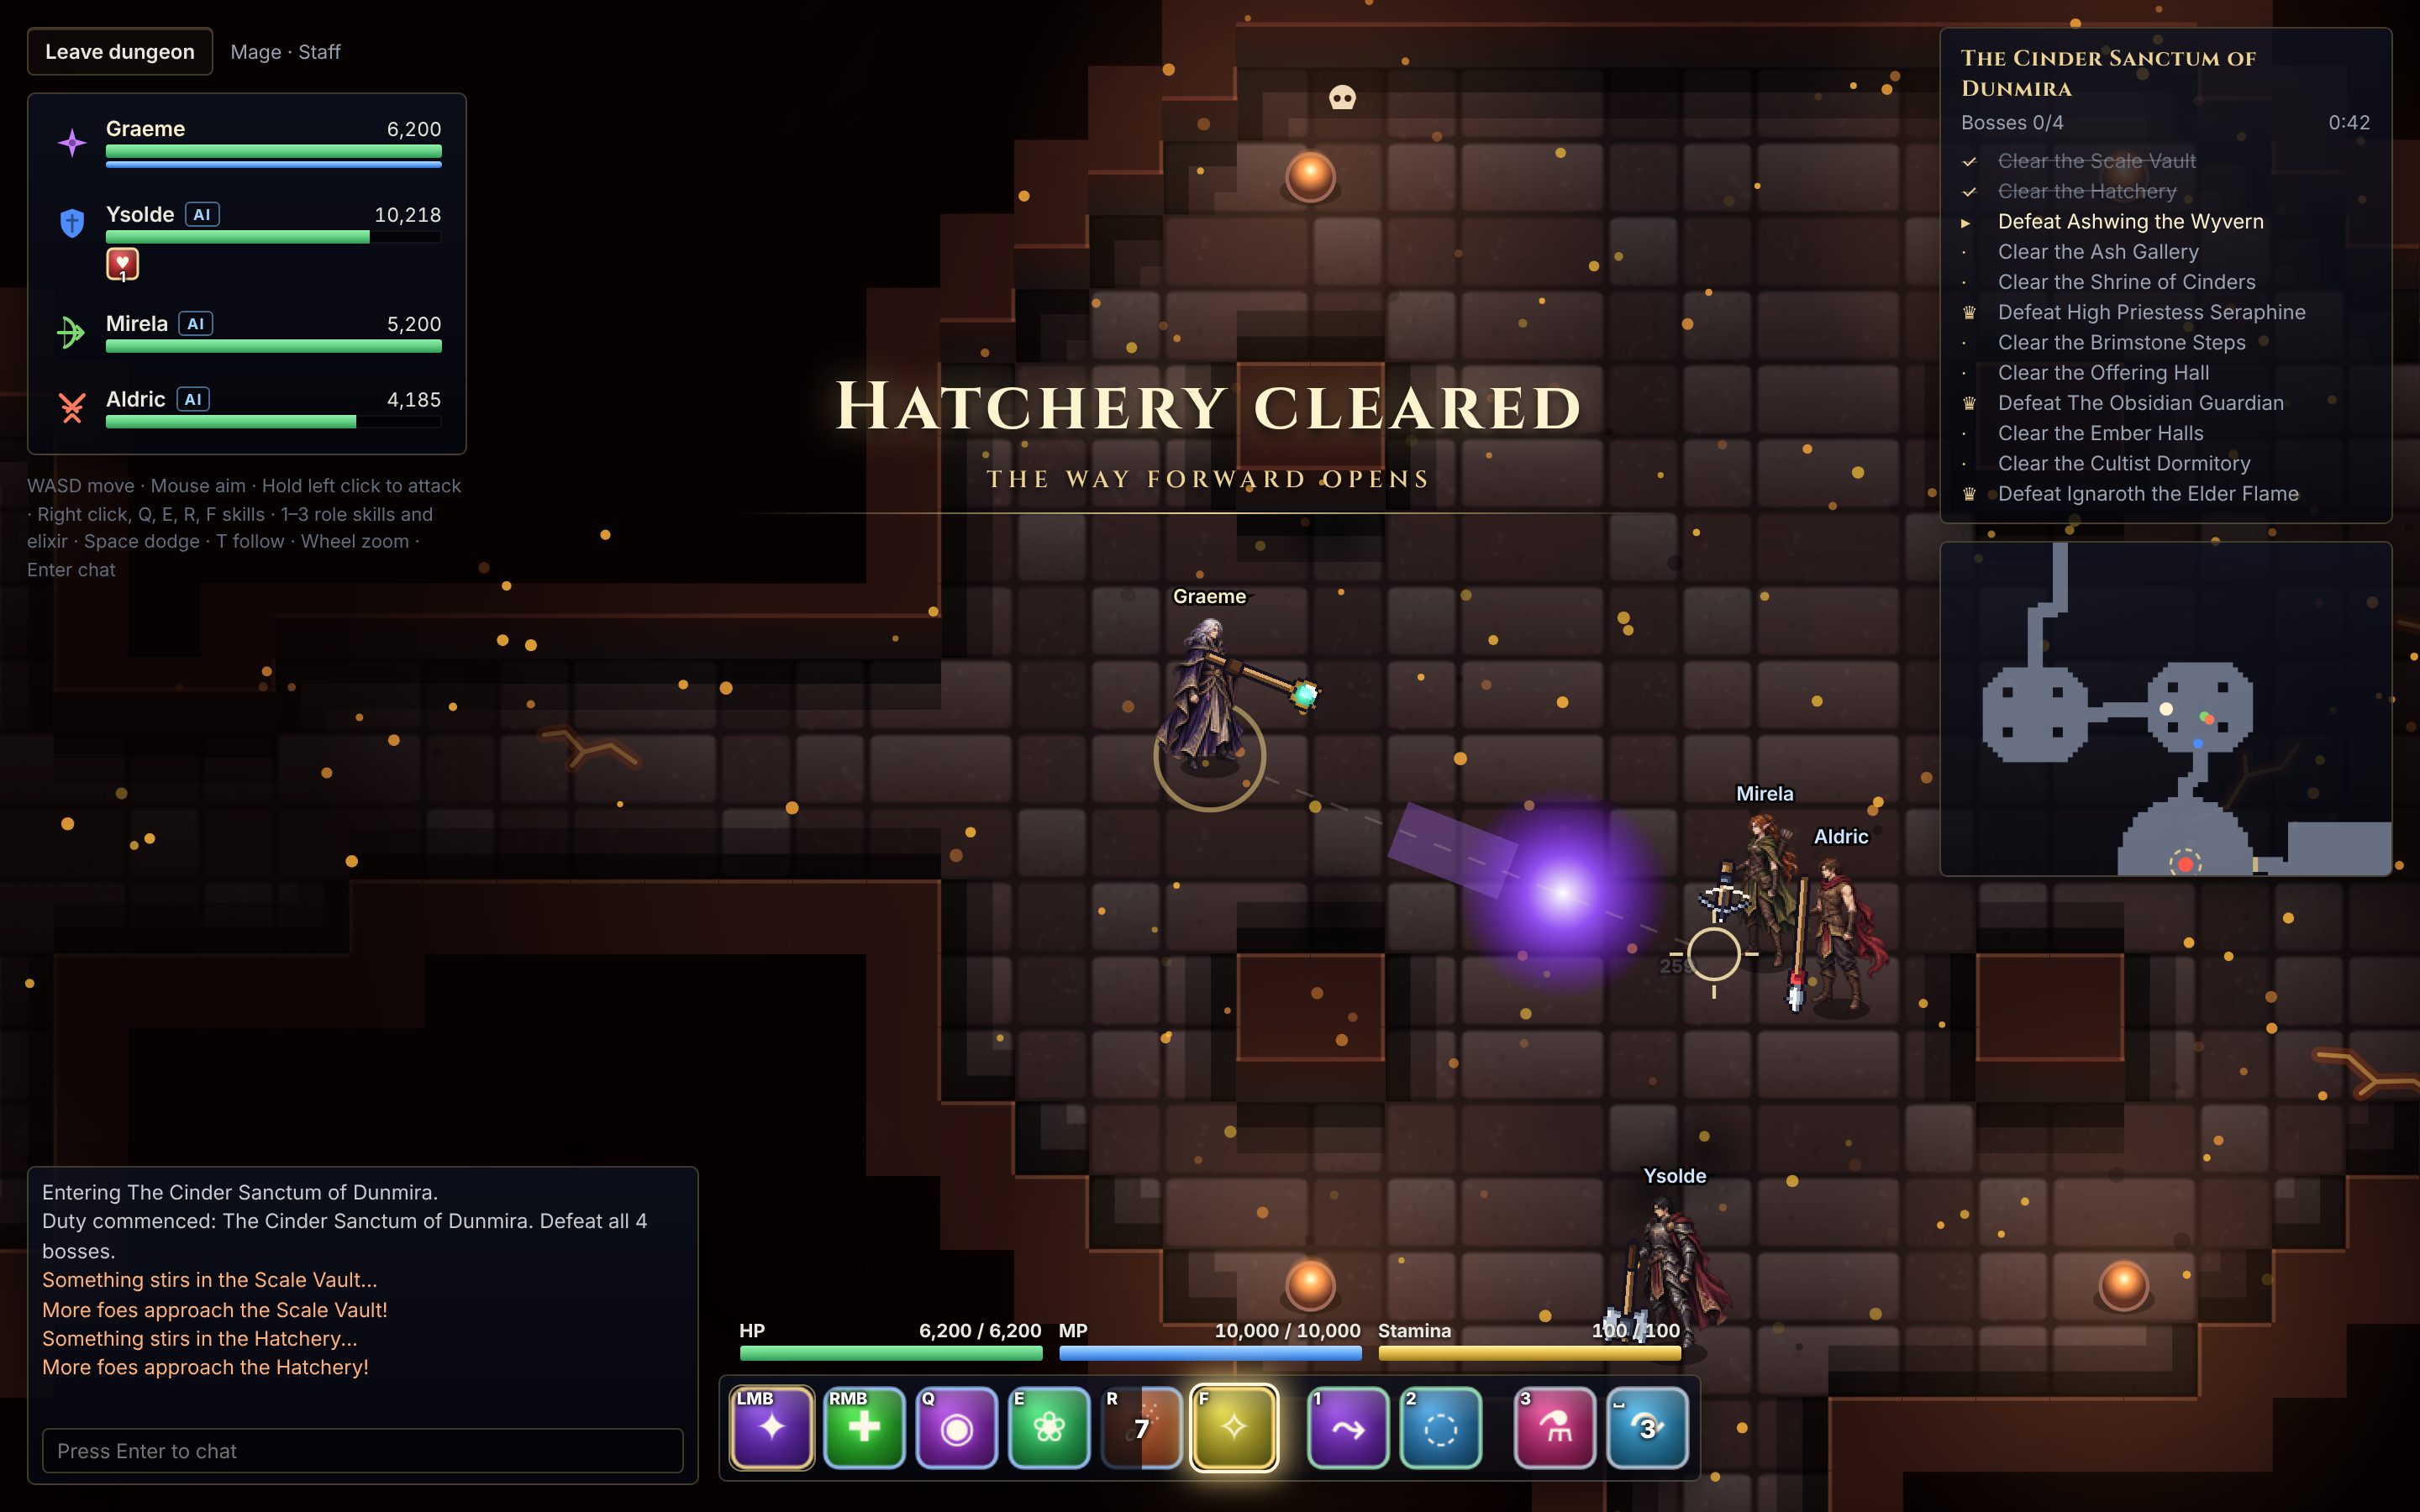 Leave dungeon
Mage · Staff
Graeme 6,200
Ysolde AI 10,218
1
Mirela AI 5,200
Aldric AI 4,185
WASD move · Mouse aim · Hold left click to attack
· Right click, Q, E, R, F skills · 1–3 role skills and
elixir · Space dodge · T follow · Wheel zoom ·
Enter chat
The Cinder Sanctum of
Dunmira
Bosses 0/4 0:42
Clear the Scale Vault
Clear the Hatchery
Defeat Ashwing the Wyvern
Clear the Ash Gallery
Clear the Shrine of Cinders
Defeat High Priestess Seraphine
Clear the Brimstone Steps
Clear the Offering Hall
Defeat The Obsidian Guardian
Clear the Ember Halls
Clear the Cultist Dormitory
Defeat Ignaroth the Elder Flame
Hatchery cleared
THE WAY FORWARD OPENS
Graeme
Mirela
Aldric
259
Ysolde
Entering The Cinder Sanctum of Dunmira.
Duty commenced: The Cinder Sanctum of Dunmira. Defeat all 4
bosses.
Something stirs in the Scale Vault...
More foes approach the Scale Vault!
Something stirs in the Hatchery...
More foes approach the Hatchery!
Press Enter to chat
HP 6,200 / 6,200 MP 10,000 / 10,000 Stamina 100 / 100
LMB RMB Q E R F 1 2 3
7 3